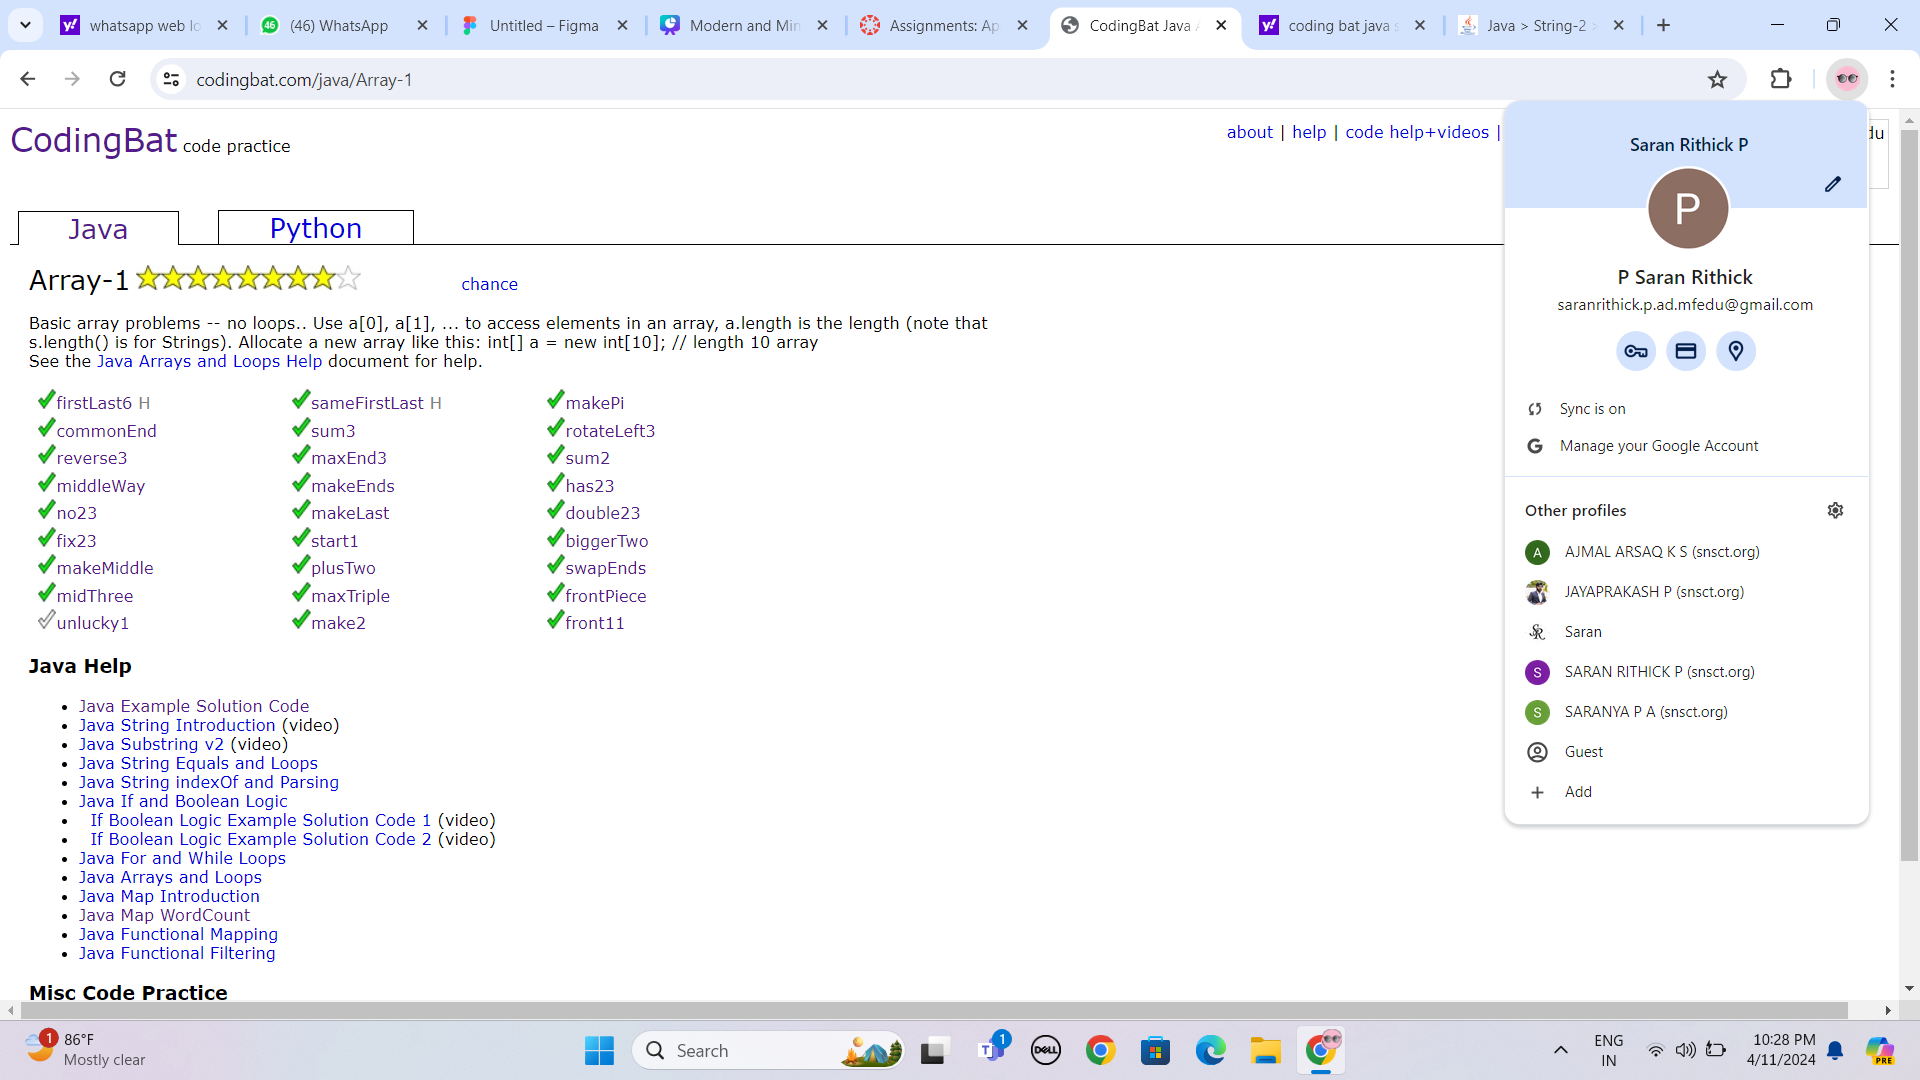 whatsapp web lo
(46) WhatsApp
Untitled – Figma
Modern and Min
Assignments: Ap
CodingBat Java A
coding bat java s
Java > String-2 >
codingbat.com/java/Array-1
CodingBat code practice
about | help | code help+videos |
du
Java
Python
Array-1
chance
Basic array problems -- no loops.. Use a[0], a[1], ... to access elements in an array, a.length is the length (note that
s.length() is for Strings). Allocate a new array like this: int[] a = new int[10]; // length 10 array
See the Java Arrays and Loops Help document for help.
firstLast6 H sameFirstLast H makePi
commonEnd sum3 rotateLeft3
reverse3 maxEnd3 sum2
middleWay makeEnds has23
no23 makeLast double23
fix23 start1 biggerTwo
makeMiddle plusTwo swapEnds
midThree maxTriple frontPiece
unlucky1 make2 front11
Java Help
Java Example Solution Code
Java String Introduction (video)
Java Substring v2 (video)
Java String Equals and Loops
Java String indexOf and Parsing
Java If and Boolean Logic
If Boolean Logic Example Solution Code 1 (video)
If Boolean Logic Example Solution Code 2 (video)
Java For and While Loops
Java Arrays and Loops
Java Map Introduction
Java Map WordCount
Java Functional Mapping
Java Functional Filtering
Misc Code Practice
Saran Rithick P
P
P Saran Rithick
saranrithick.p.ad.mfedu@gmail.com
Sync is on
G Manage your Google Account
Other profiles
A AJMAL ARSAQ K S (snsct.org)
JAYAPRAKASH P (snsct.org)
SR Saran
S SARAN RITHICK P (snsct.org)
S SARANYA P A (snsct.org)
Guest
Add
1
86°F
Mostly clear
Search
1
DELL
ENG
IN
10:28 PM
4/11/2024
PRE